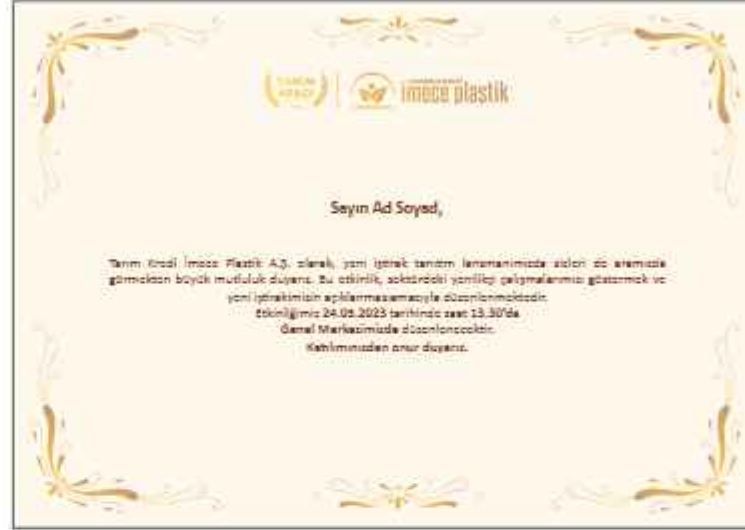 imece plastik
Sayın Ad Soyad,
Tarım Kredi İmece Plastik A.Ş. olarak, yeni iştirak tanıtım lansmanımızda sizleri de aramızda
görmekten büyük mutluluk duyarız. Bu etkinlik, sektördeki yenilikçi çalışmalarımızı göstermek ve
yeni iştirakimizin açıklanması amacıyla düzenlenmektedir.
Etkinliğimiz 24.05.2023 tarihinde saat 13.30'da
Genel Merkezimizde düzenlenecektir.
Katılımınızdan onur duyarız.